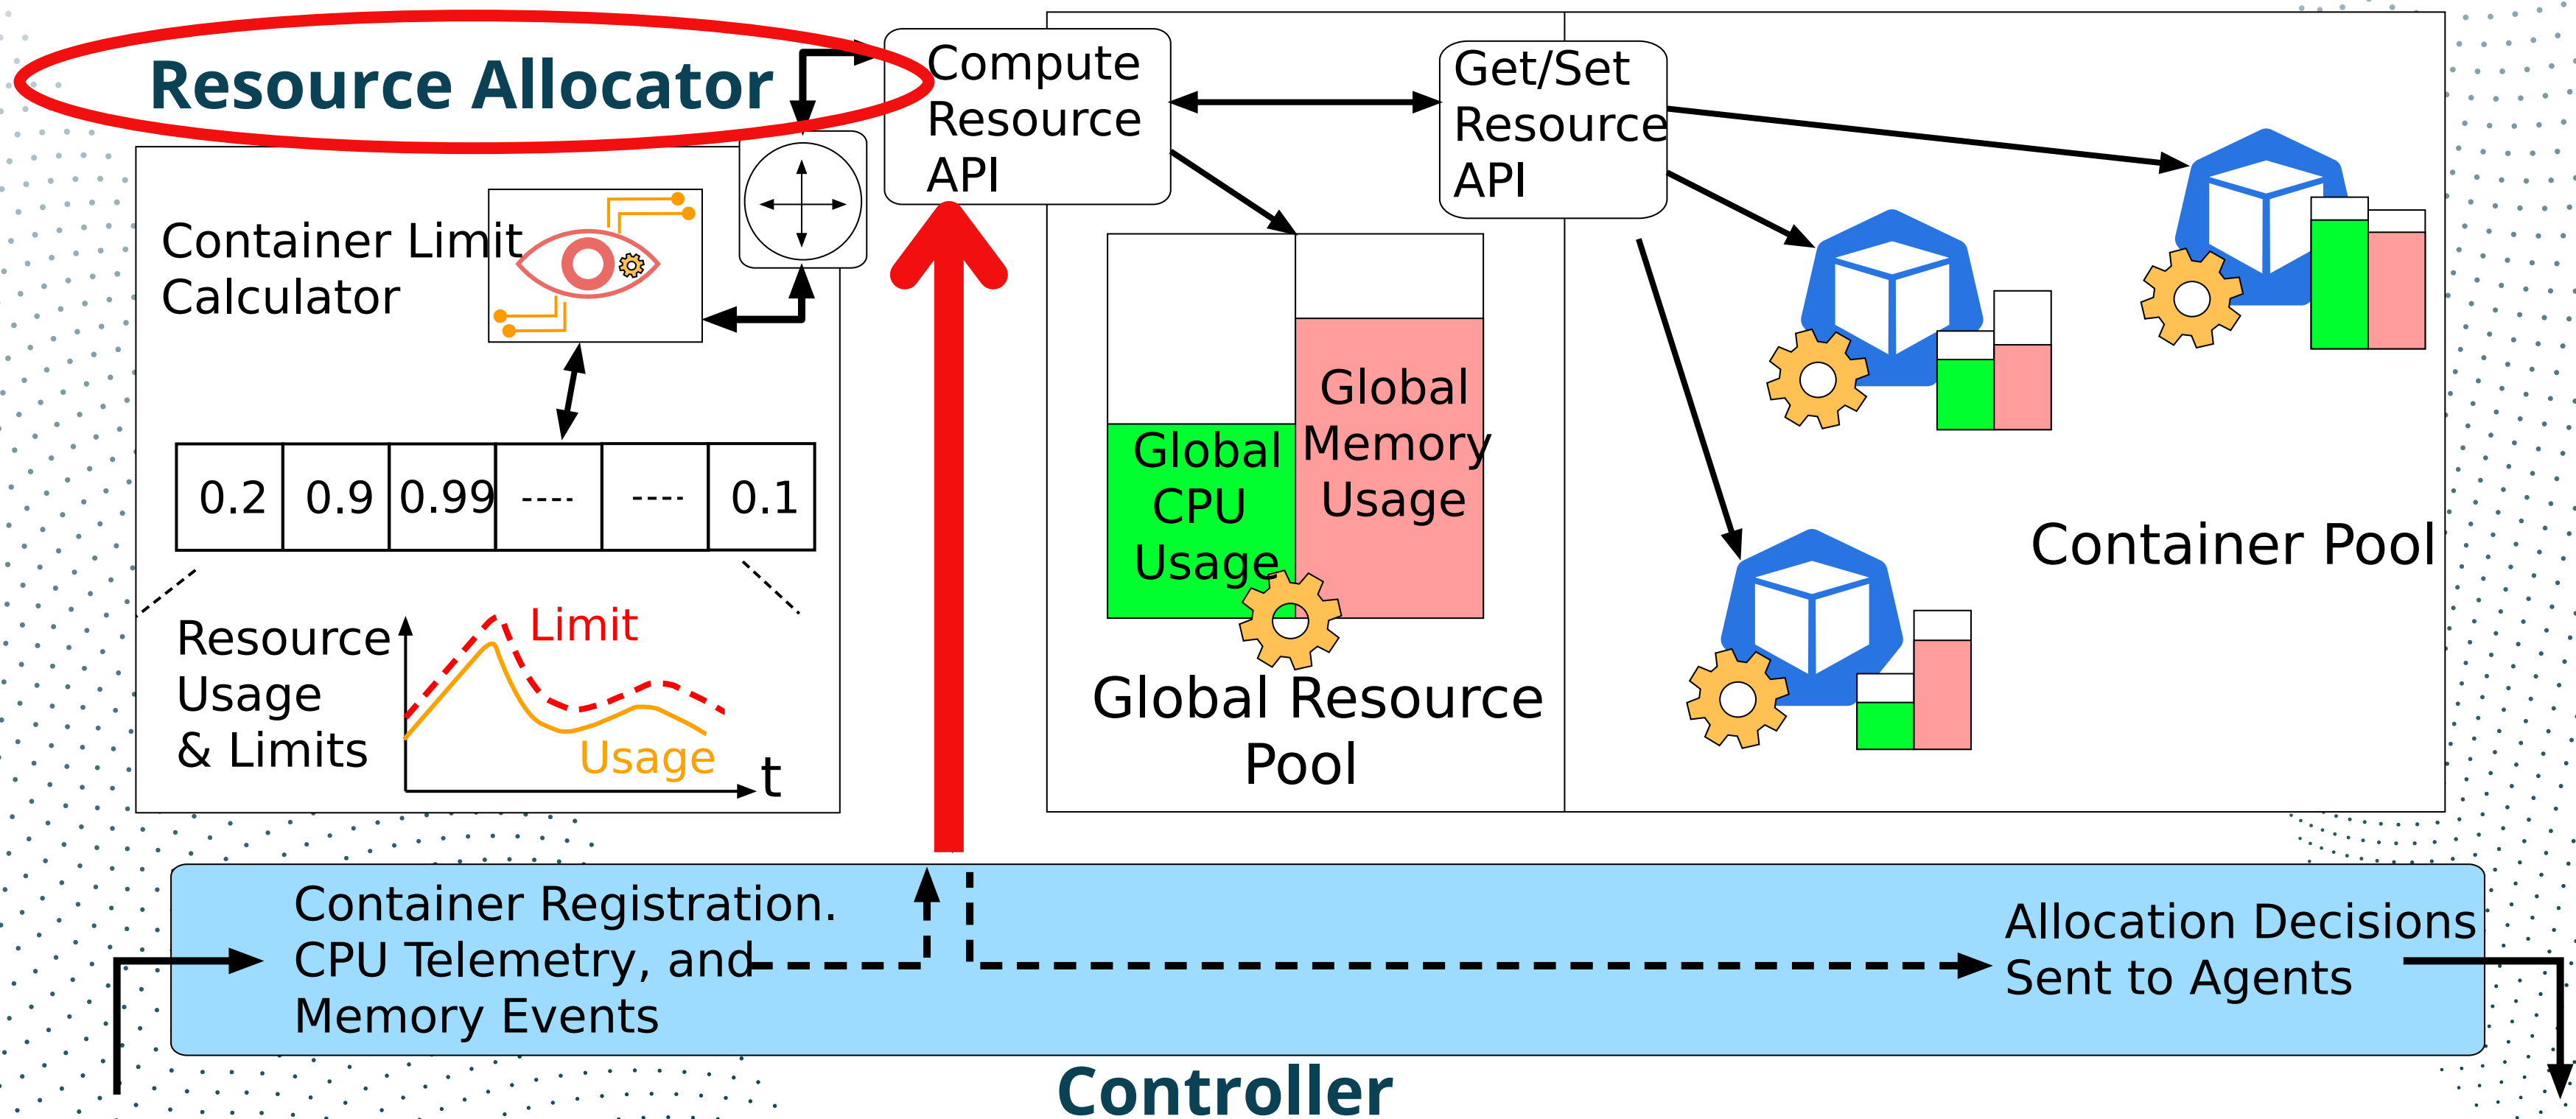 Resource Allocator
Compute
Resource
API
Get/Set
Resource
API
Container Limit
Calculator
0.2 0.9 0.99 ---- ---- 0.1
Resource
Usage
& Limits
Limit
Usage
t
Global
CPU
Usage
Global
Memory
Usage
Global Resource
Pool
Container Pool
Container Registration.
CPU Telemetry, and
Memory Events
Allocation Decisions
Sent to Agents
Controller